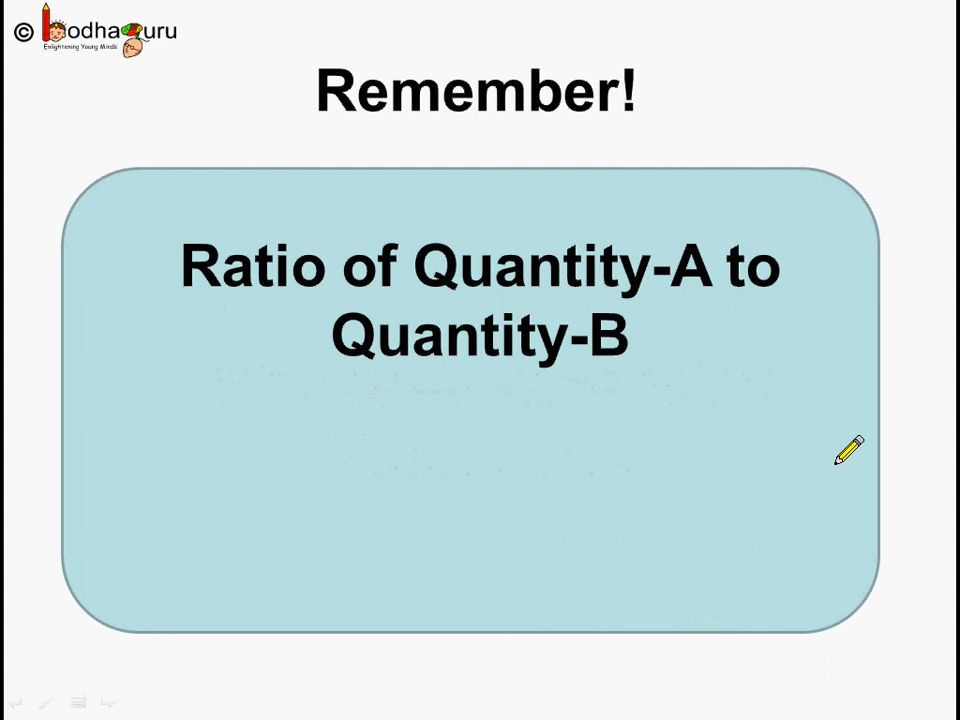 © BodhaGuru
Enlightening Young Minds
Remember!
Ratio of Quantity-A to
Quantity-B